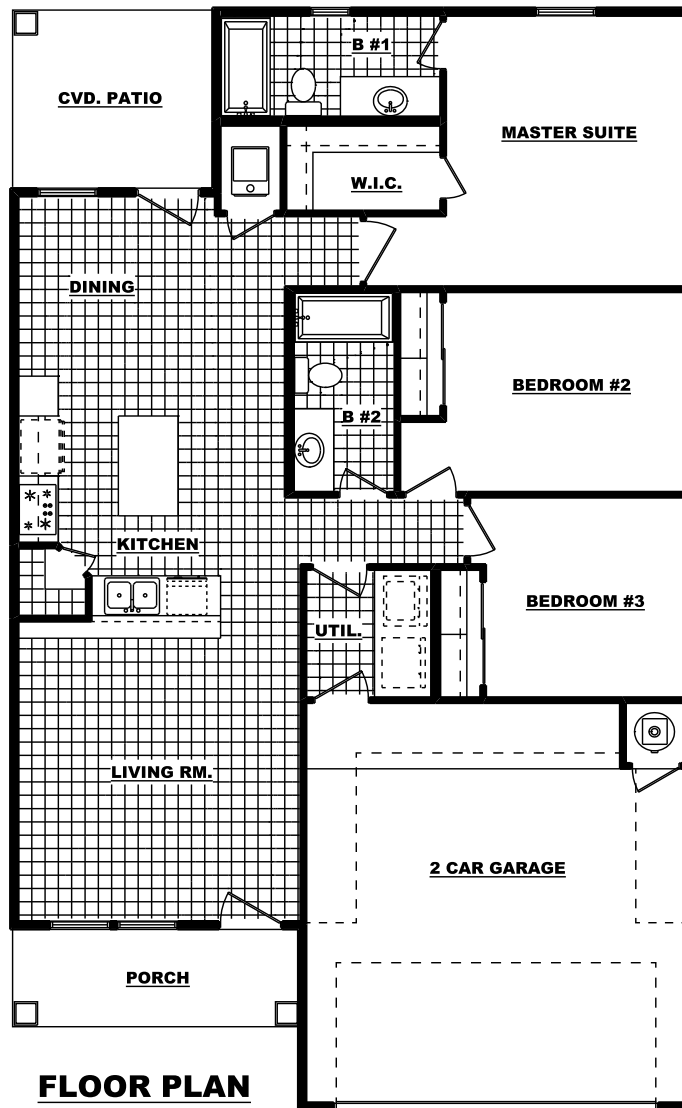 B #1
CVD. PATIO
MASTER SUITE
W.I.C.
DINING
BEDROOM #2
B #2
KITCHEN
BEDROOM #3
UTIL.
LIVING RM.
2 CAR GARAGE
PORCH
FLOOR PLAN